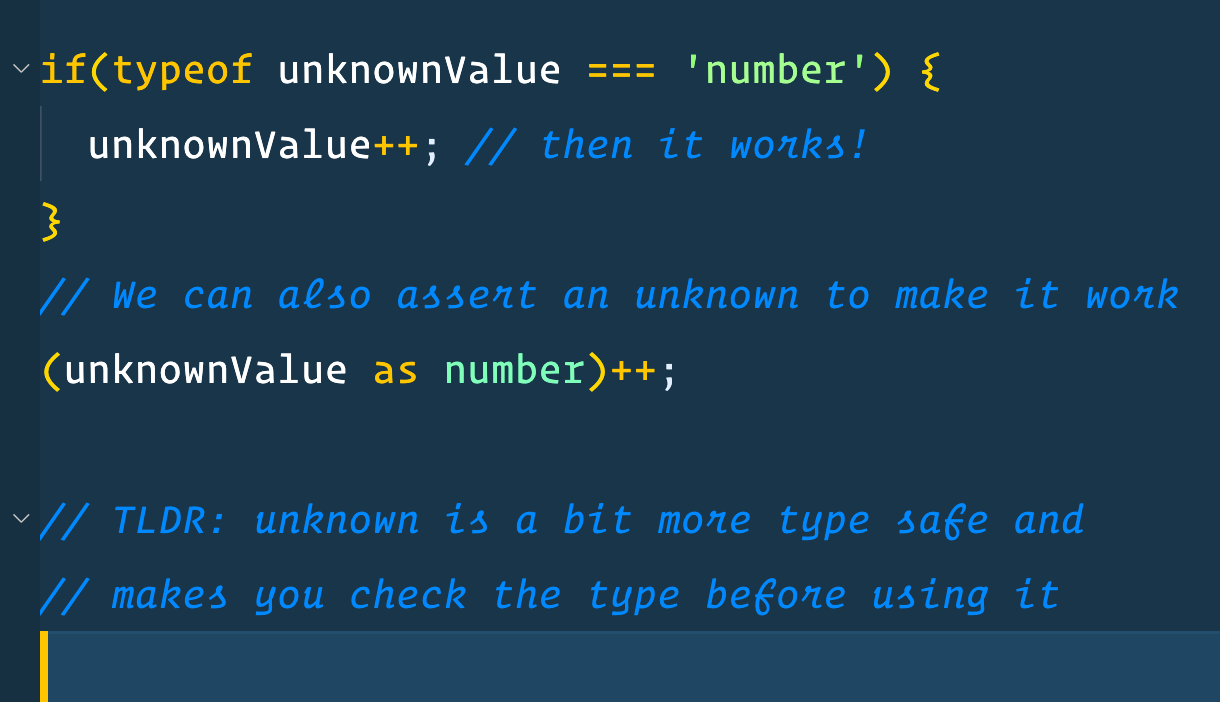 if(typeof unknownValue === 'number') {
unknownValue++; // then it works!
}
// We can also assert an unknown to make it work
(unknownValue as number)++;
// TLDR: unknown is a bit more type safe and
// makes you check the type before using it